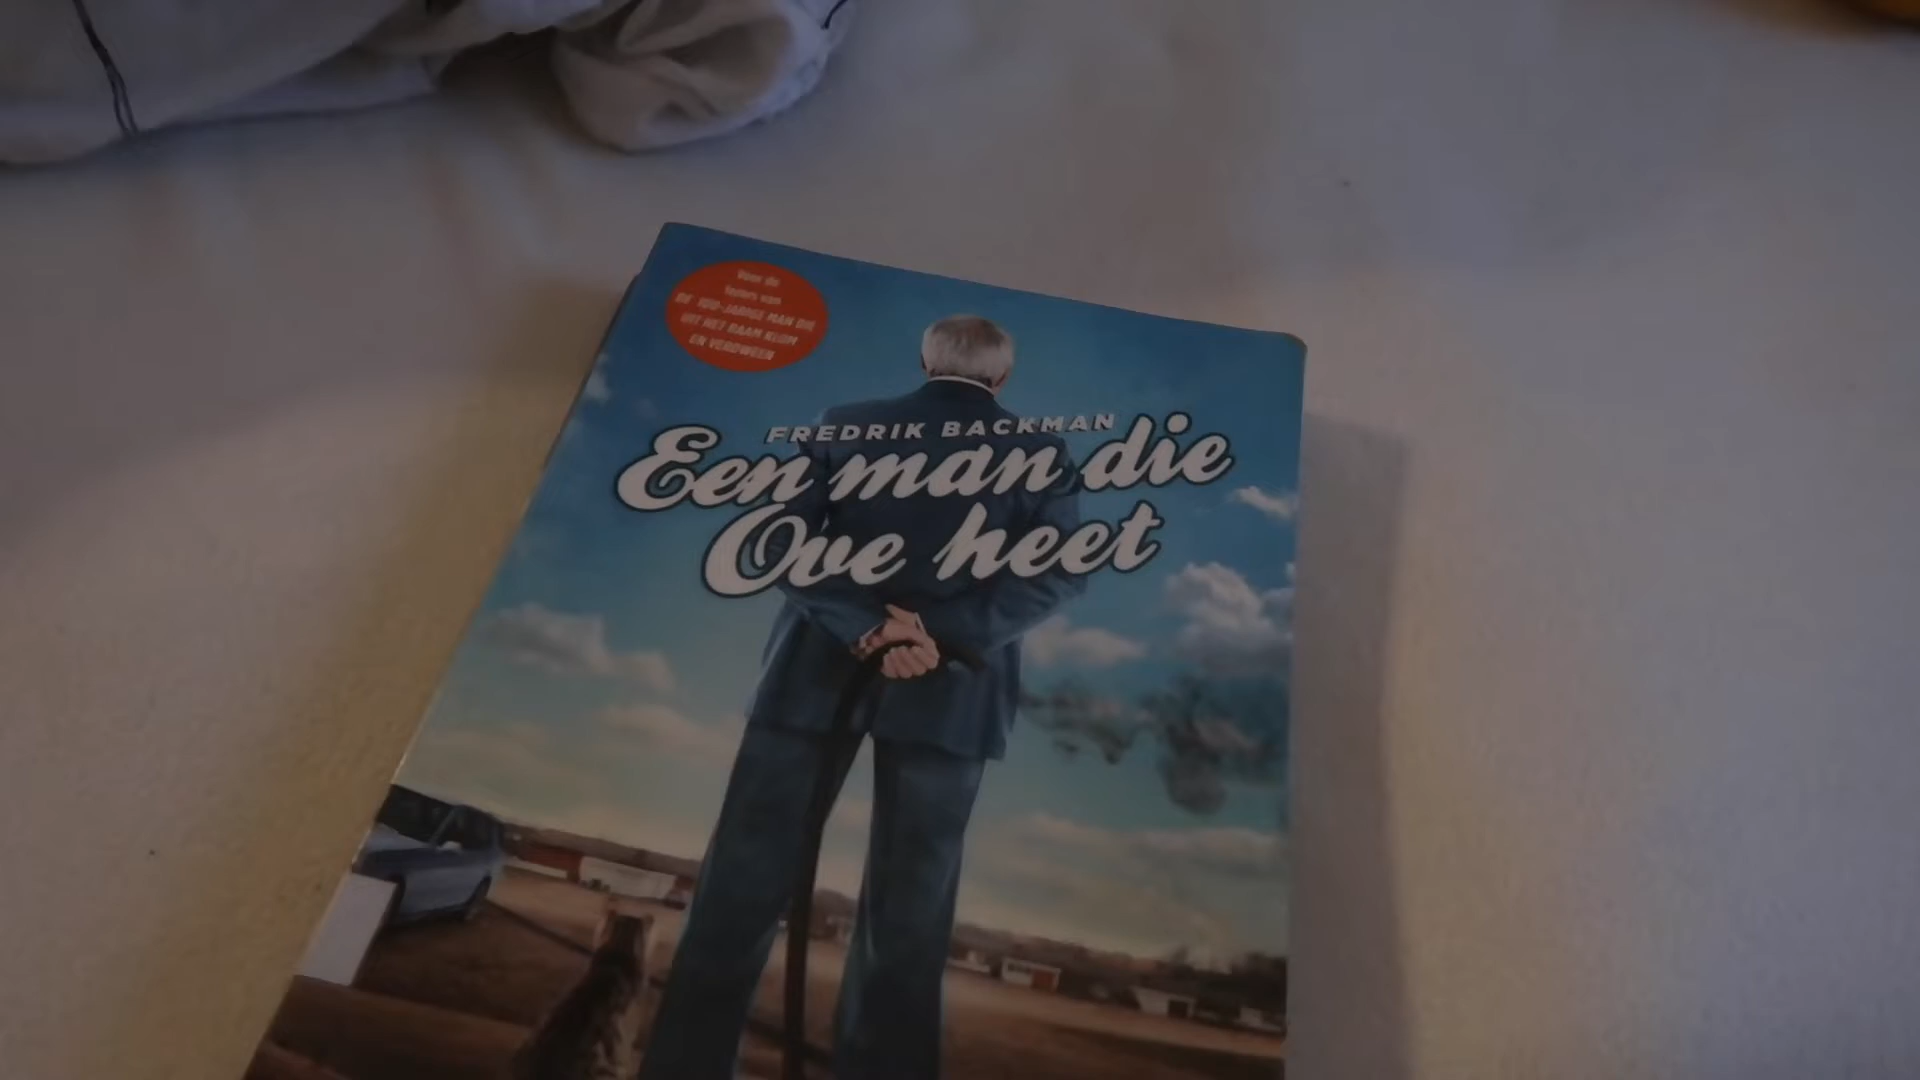 Voor de
lezers van
DE 100-JARIGE MAN DIE
UIT HET RAAM KLOM
EN VERDWEEN
FREDRIK BACKMAN
Een man die
Ove heet